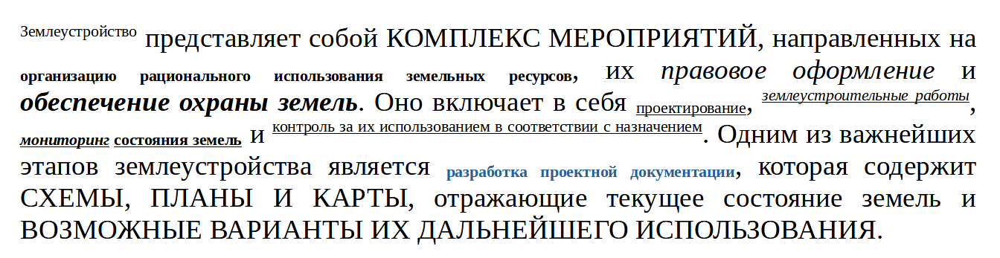 Землеустройство представляет собой КОМПЛЕКС МЕРОПРИЯТИЙ, направленных на
организацию рационального использования земельных ресурсов, их правовое оформление и
обеспечение охраны земель. Оно включает в себя проектирование, землеустроительные работы,
мониторинг состояния земель и контроль за их использованием в соответствии с назначением. Одним из важнейших
этапов землеустройства является разработка проектной документации, которая содержит
СХЕМЫ, ПЛАНЫ И КАРТЫ, отражающие текущее состояние земель и
ВОЗМОЖНЫЕ ВАРИАНТЫ ИХ ДАЛЬНЕЙШЕГО ИСПОЛЬЗОВАНИЯ.